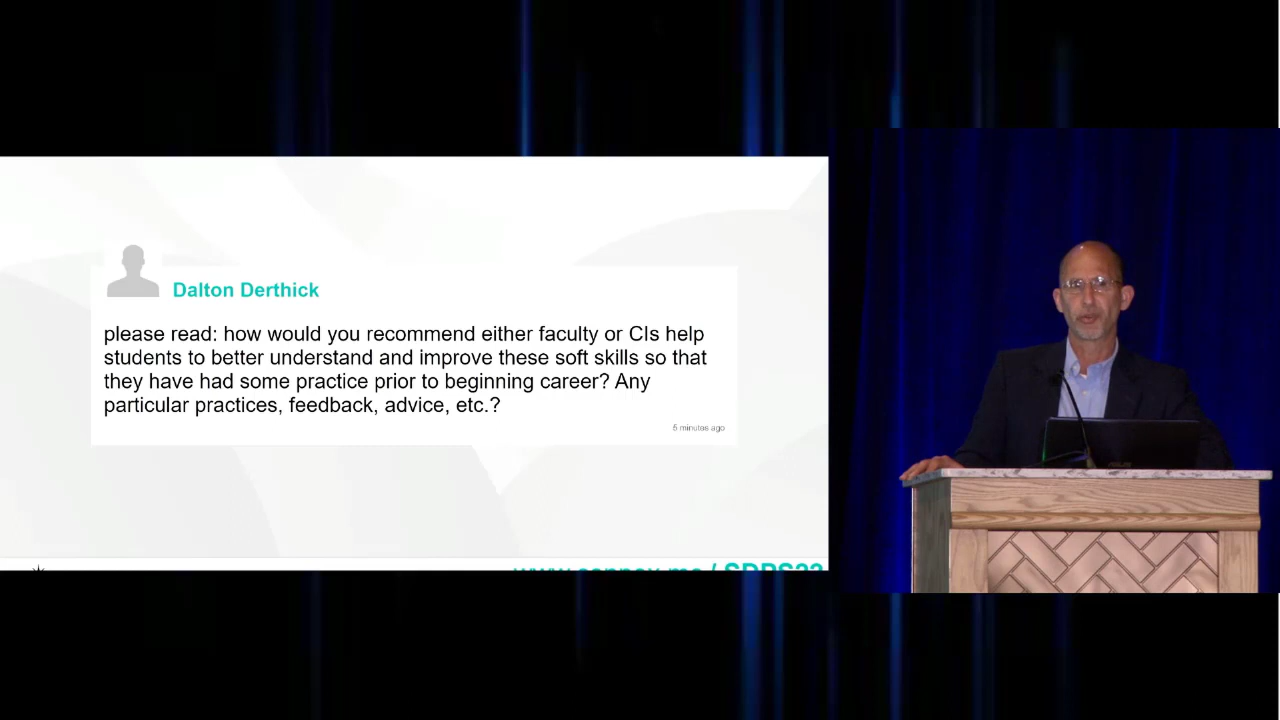 Dalton Derthick
please read: how would you recommend either faculty or CIs help
students to better understand and improve these soft skills so that
they have had some practice prior to beginning career? Any
particular practices, feedback, advice, etc.?
5 minutes ago
ASUS